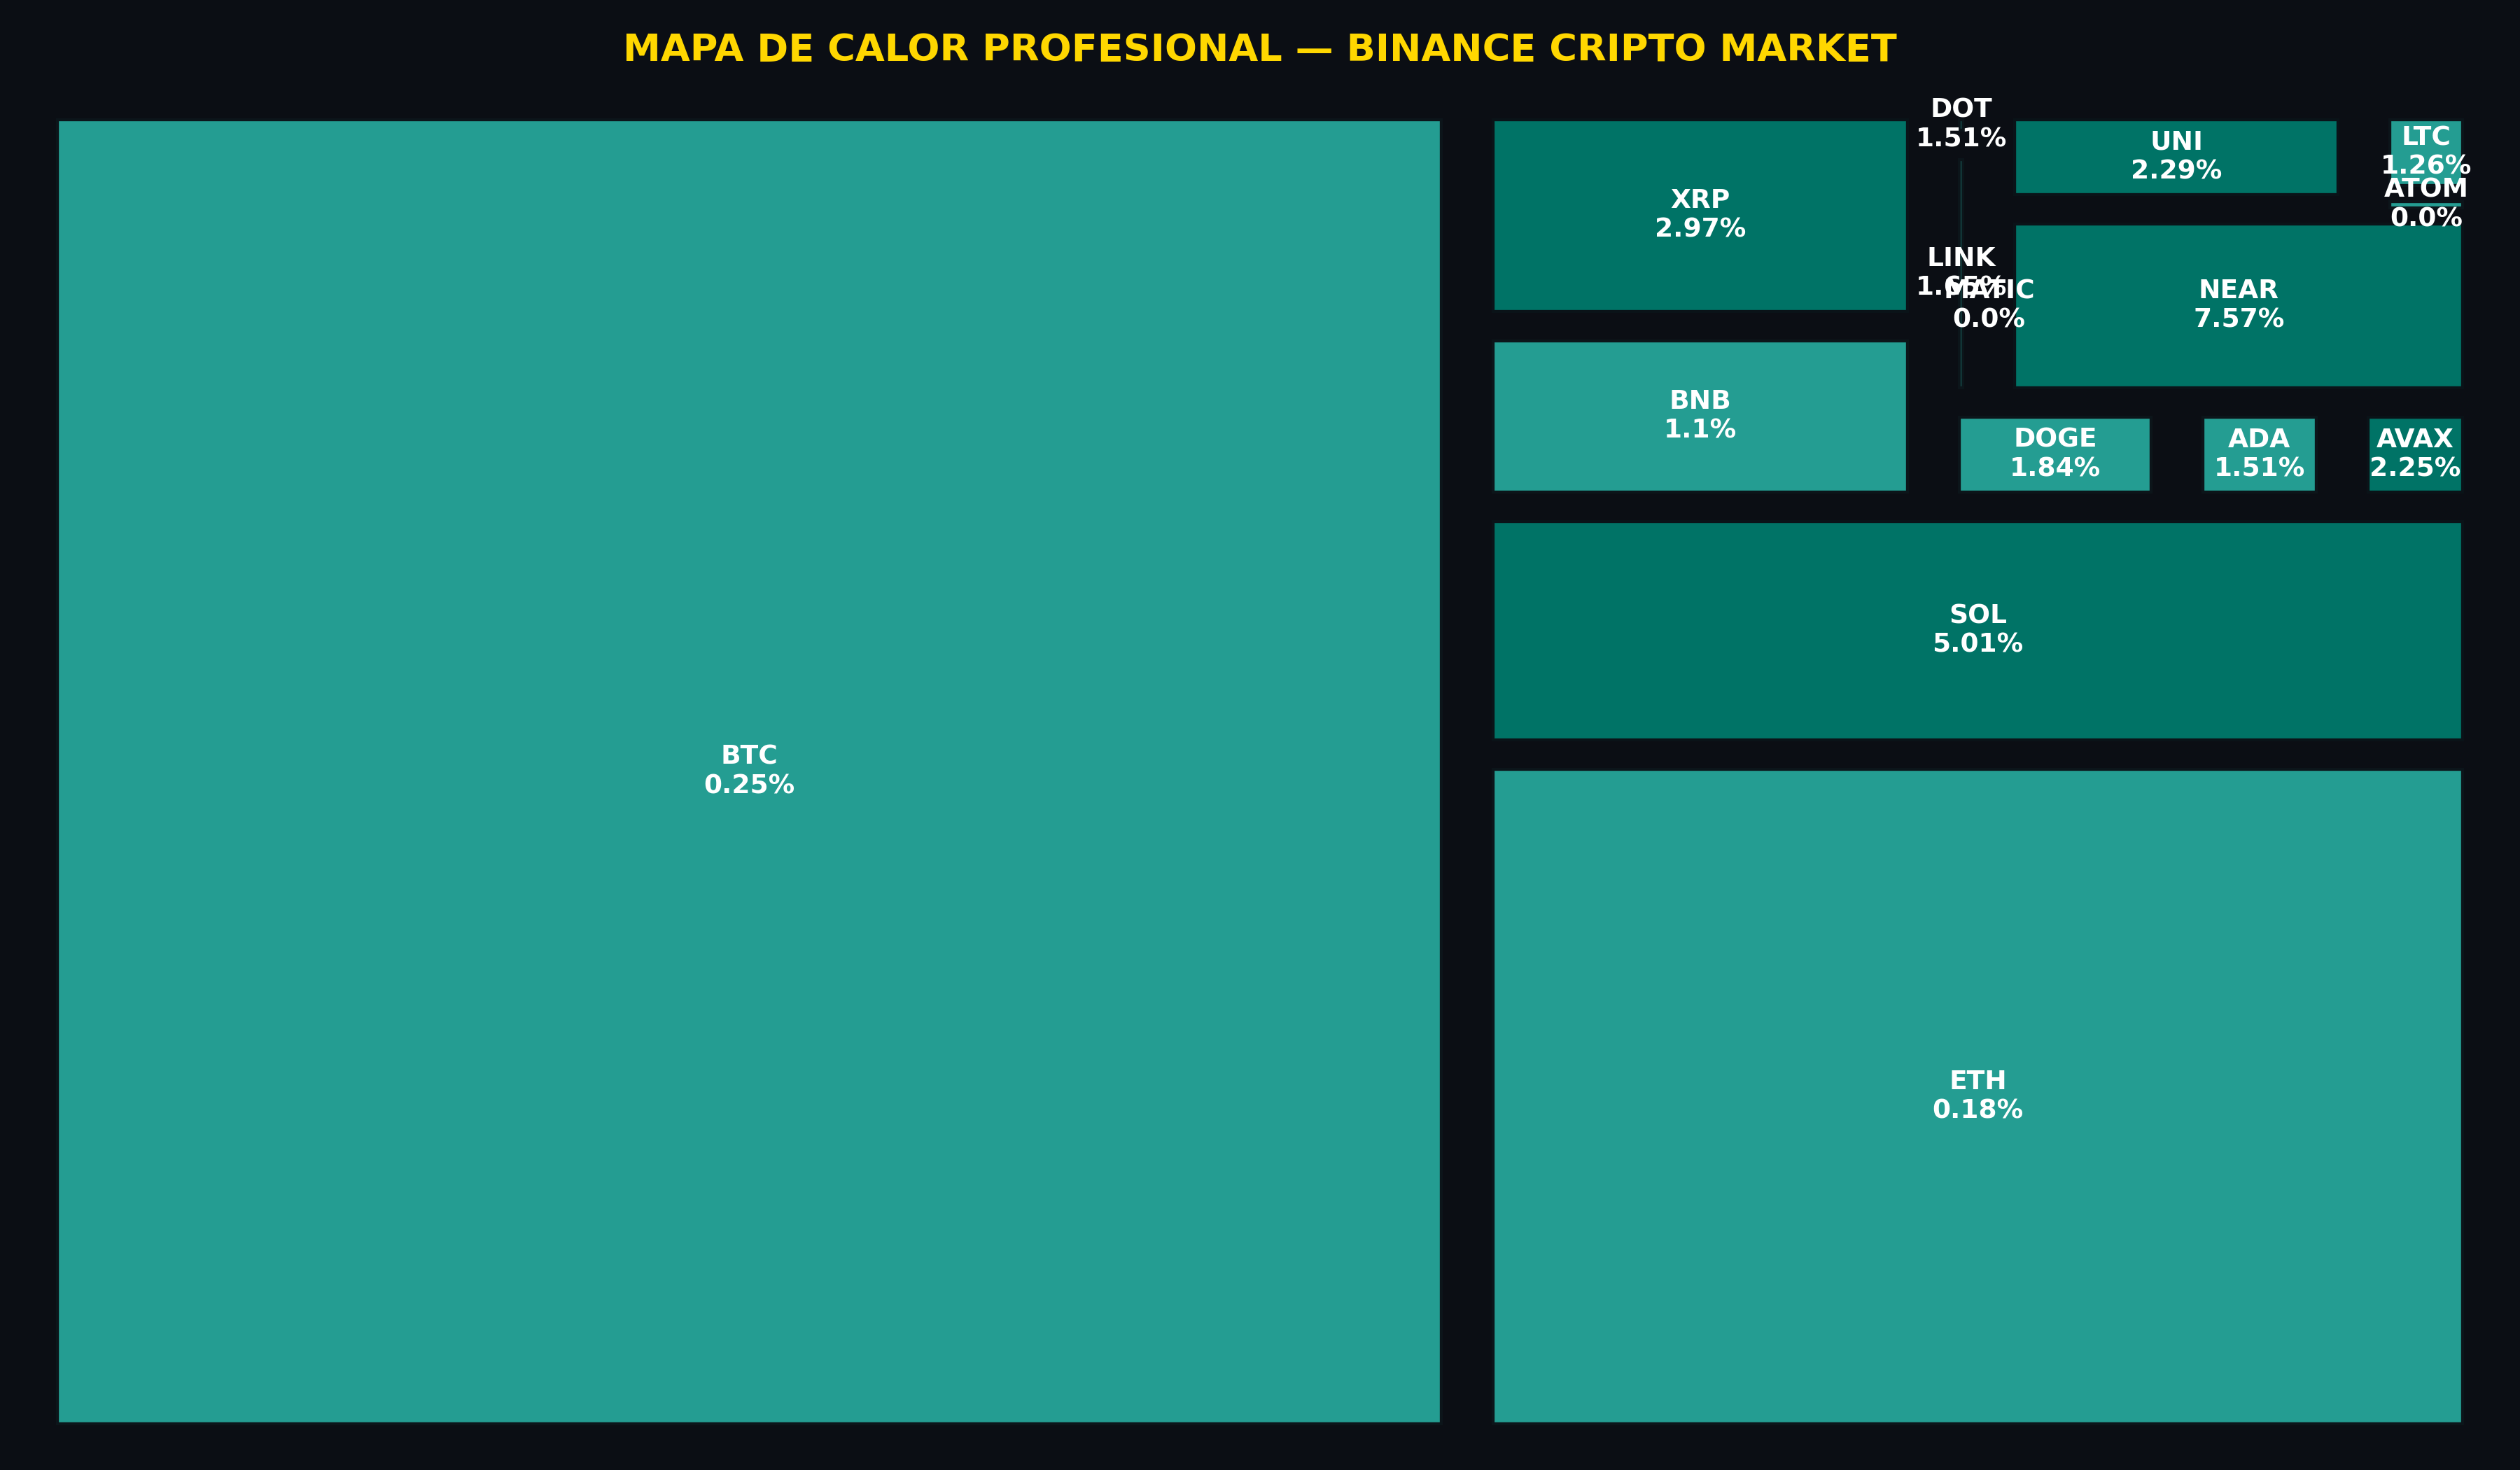 MAPA DE CALOR PROFESIONAL — BINANCE CRIPTO MARKET
BTC
0.25%
XRP
2.97%
BNB
1.1%
DOT
1.51%
LINK
1.65%
MATIC
0.0%
UNI
2.29%
LTC
1.26%
ATOM
0.0%
NEAR
7.57%
DOGE
1.84%
ADA
1.51%
AVAX
2.25%
SOL
5.01%
ETH
0.18%